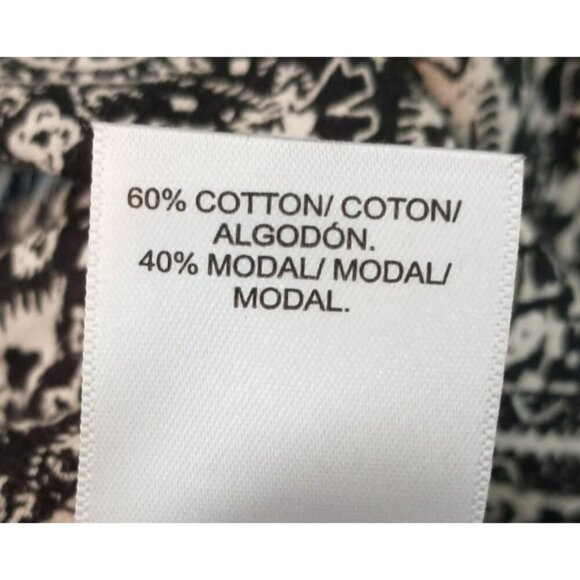 60% COTTON/ COTON/
ALGODÓN.
40% MODAL/ MODAL/
MODAL.